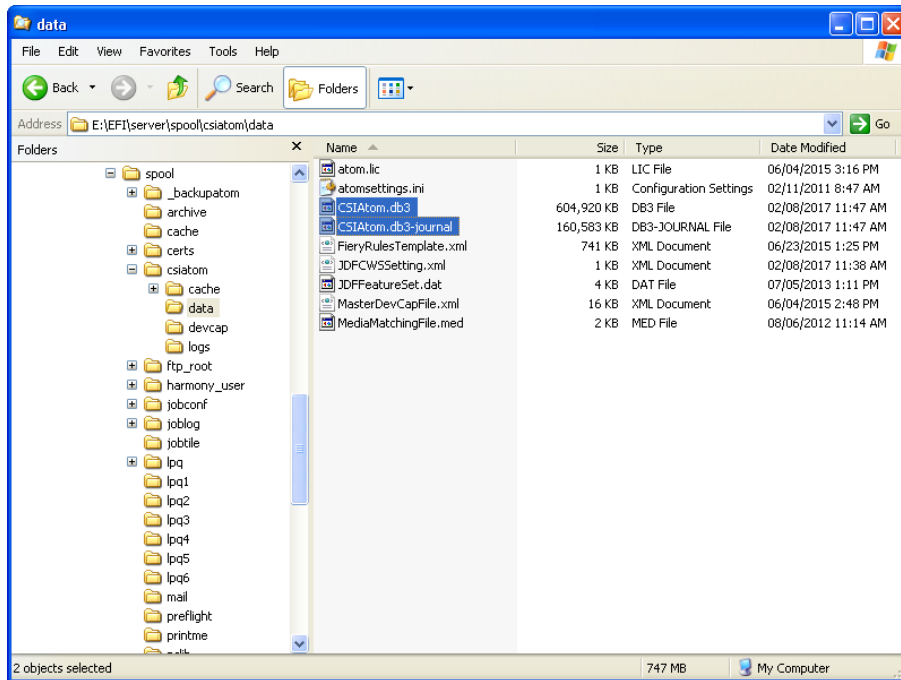 data
File Edit View Favorites Tools Help
Back Search Folders
Address E:\EFI\server\spool\csiatom\data Go
Folders x Name Size Type Date Modified
spool
_backupatom
archive
cache
certs
csiatom
cache
data
devcap
logs
ftp_root
harmony_user
jobconf
joblog
jobtile
lpq
lpq1
lpq2
lpq3
lpq4
lpq5
lpq6
mail
preflight
printme
atom.lic 1 KB LIC File 06/04/2015 3:16 PM
atomsettings.ini 1 KB Configuration Settings 02/11/2011 8:47 AM
CSIAtom.db3 604,920 KB DB3 File 02/08/2017 11:47 AM
CSIAtom.db3-journal 160,583 KB DB3-JOURNAL File 02/08/2017 11:47 AM
FieryRulesTemplate.xml 741 KB XML Document 06/23/2015 1:25 PM
JDFCWSSetting.xml 1 KB XML Document 02/08/2017 11:38 AM
JDFFeatureSet.dat 4 KB DAT File 07/05/2013 1:11 PM
MasterDevCapFile.xml 16 KB XML Document 06/04/2015 2:48 PM
MediaMatchingFile.med 2 KB MED File 08/06/2012 11:14 AM
2 objects selected 747 MB My Computer